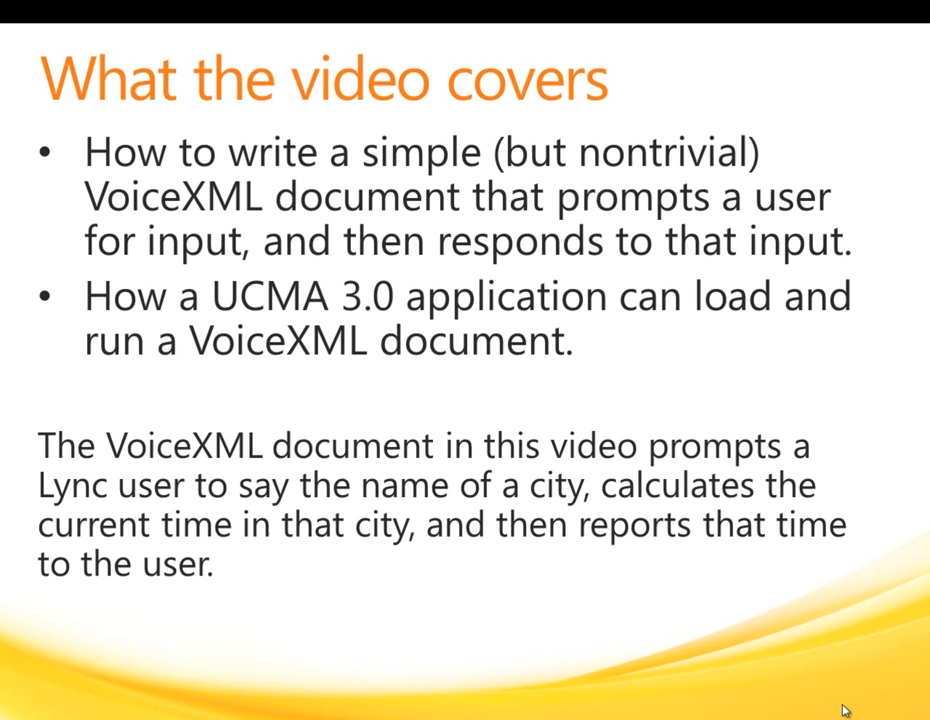 What the video covers
• How to write a simple (but nontrivial)
VoiceXML document that prompts a user
for input, and then responds to that input.
• How a UCMA 3.0 application can load and
run a VoiceXML document.
The VoiceXML document in this video prompts a
Lync user to say the name of a city, calculates the
current time in that city, and then reports that time
to the user.